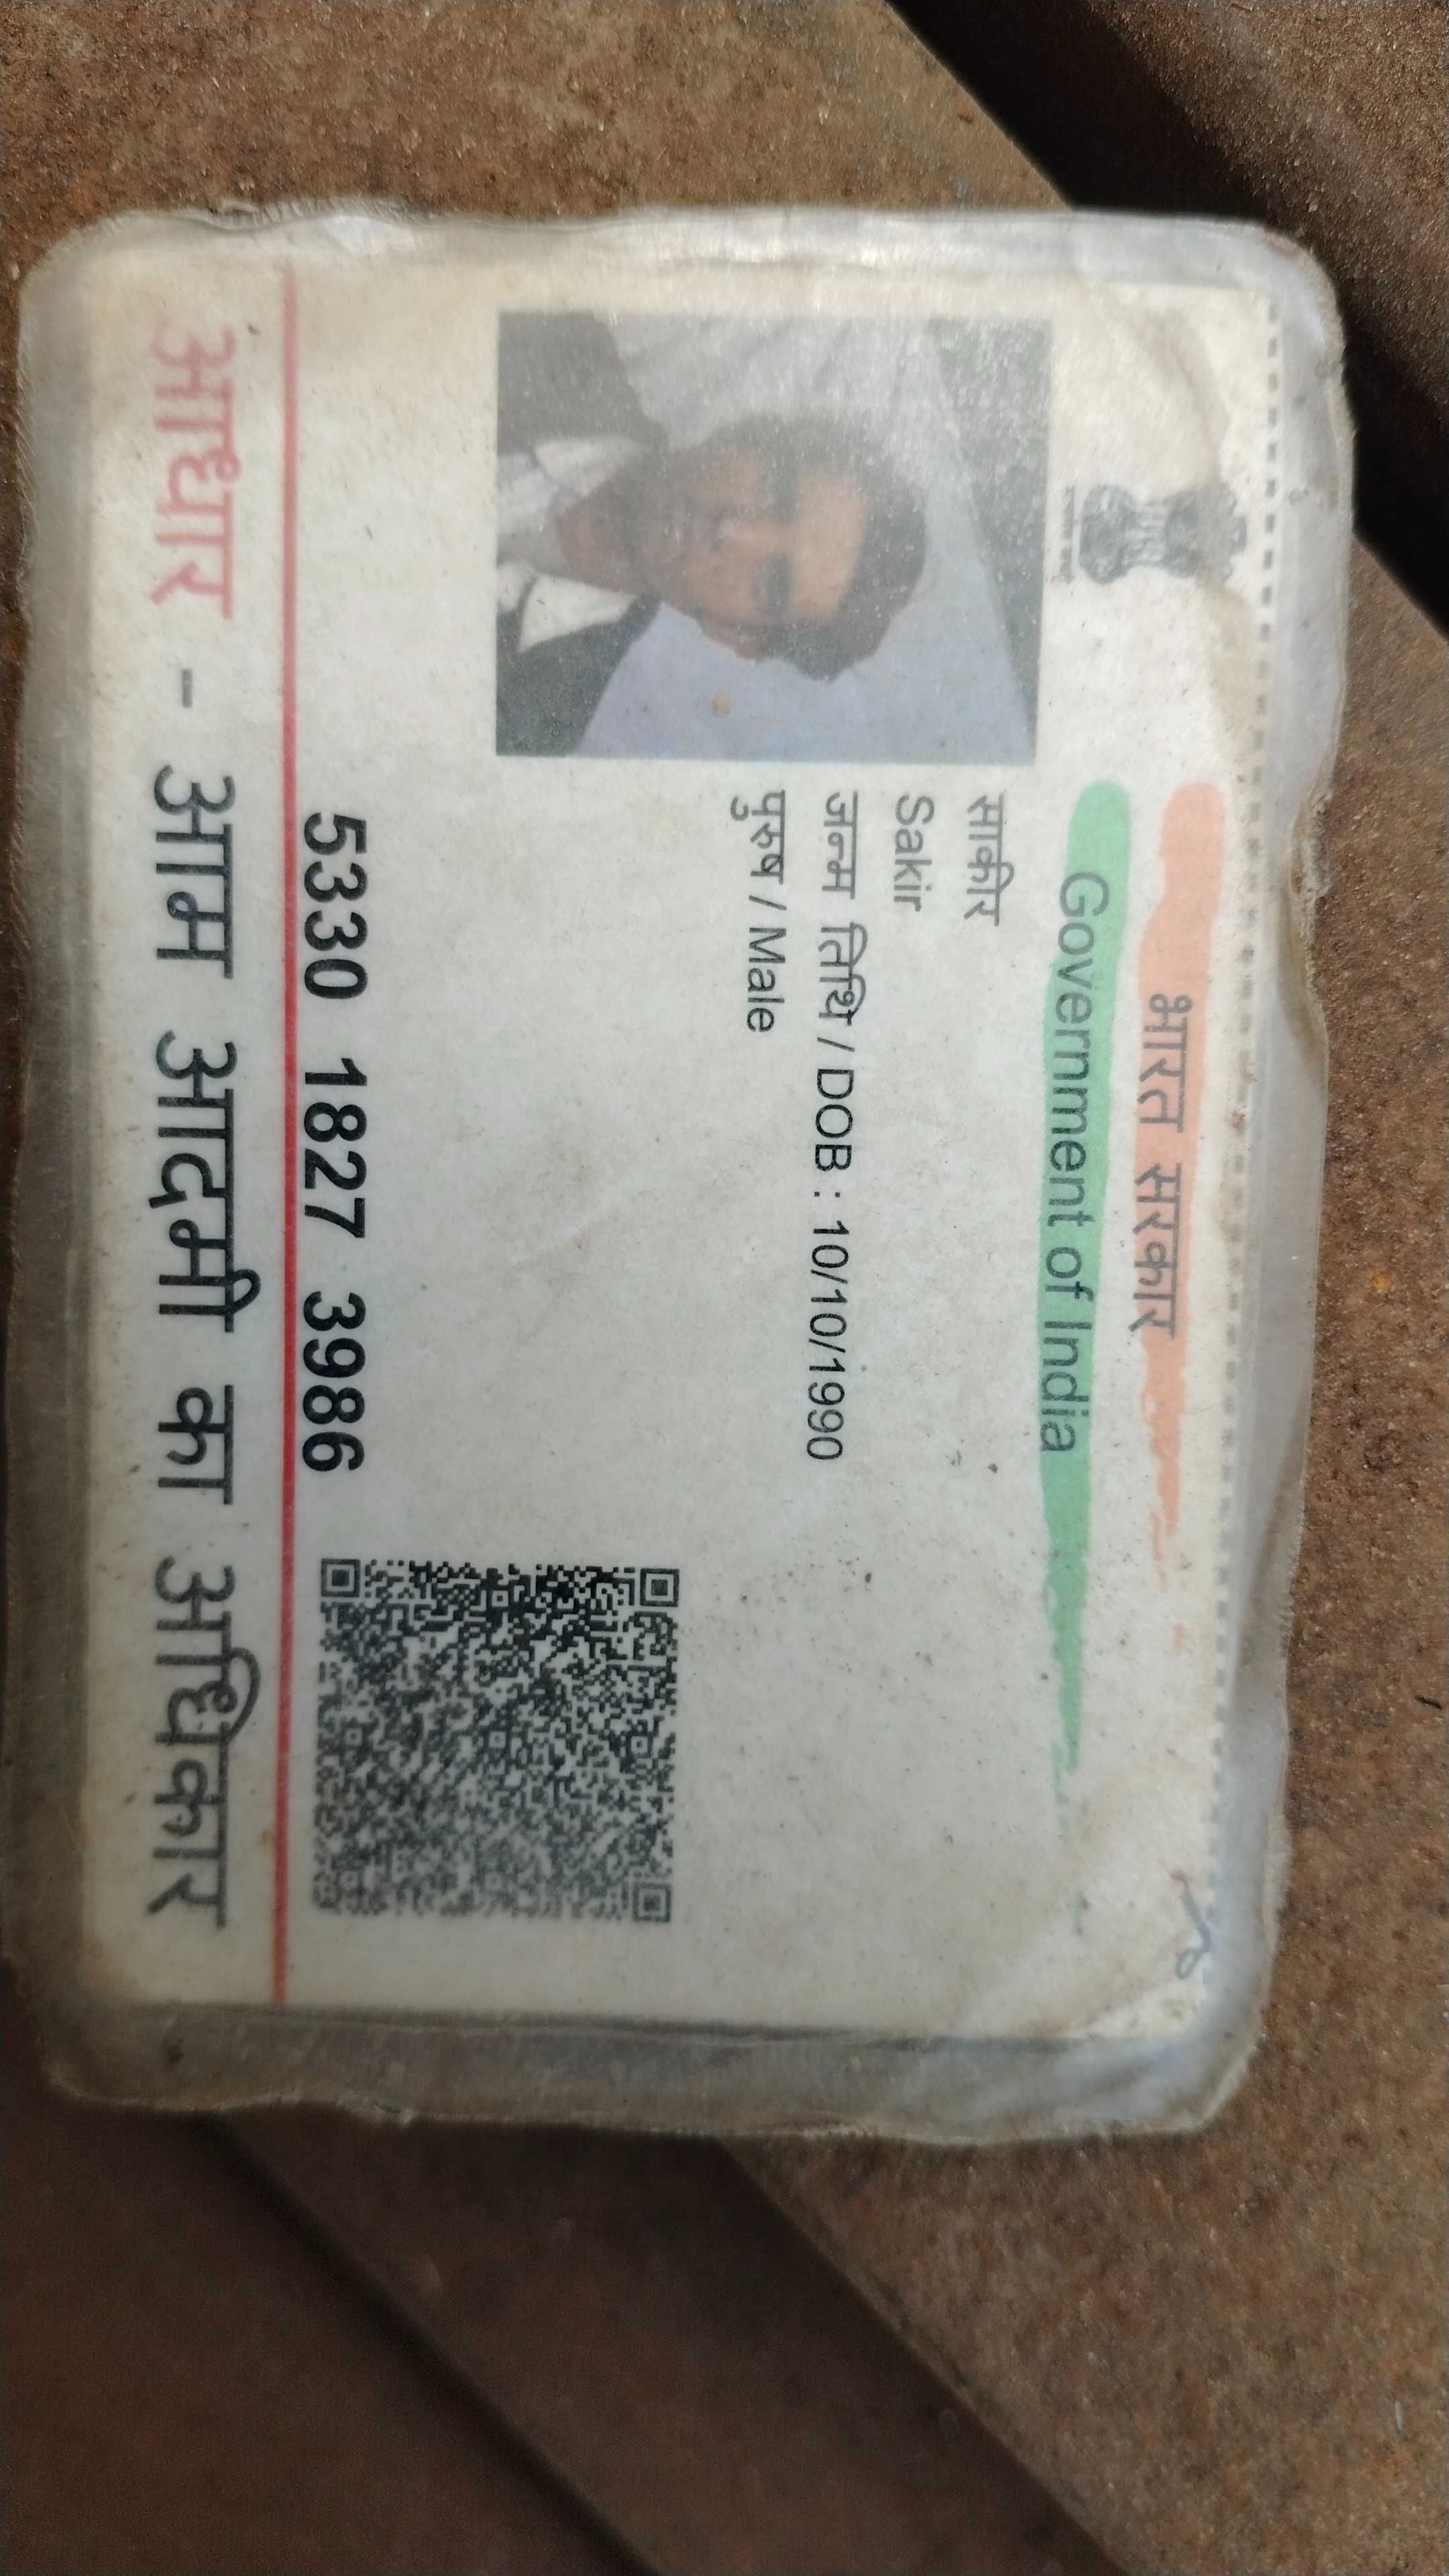 भारत सरकार
Government of India
साकीर
Sakir
जन्म तिथि / DOB : 10/10/1990
पुरुष / Male
5330 1827 3986
आधार - आम आदमी का अधिकार